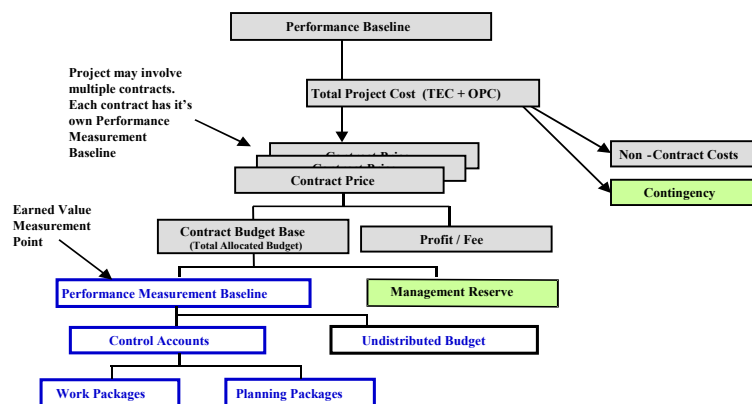 Performance Baseline
Project may involve
multiple contracts.
Each contract has it's
own Performance
Measurement
Baseline
Total Project Cost (TEC + OPC)
Non -Contract Costs
Contingency
Contract Price
Earned Value
Measurement
Point
Contract Budget Base
(Total Allocated Budget)
Profit / Fee
Performance Measurement Baseline
Management Reserve
Control Accounts
Undistributed Budget
Work Packages
Planning Packages